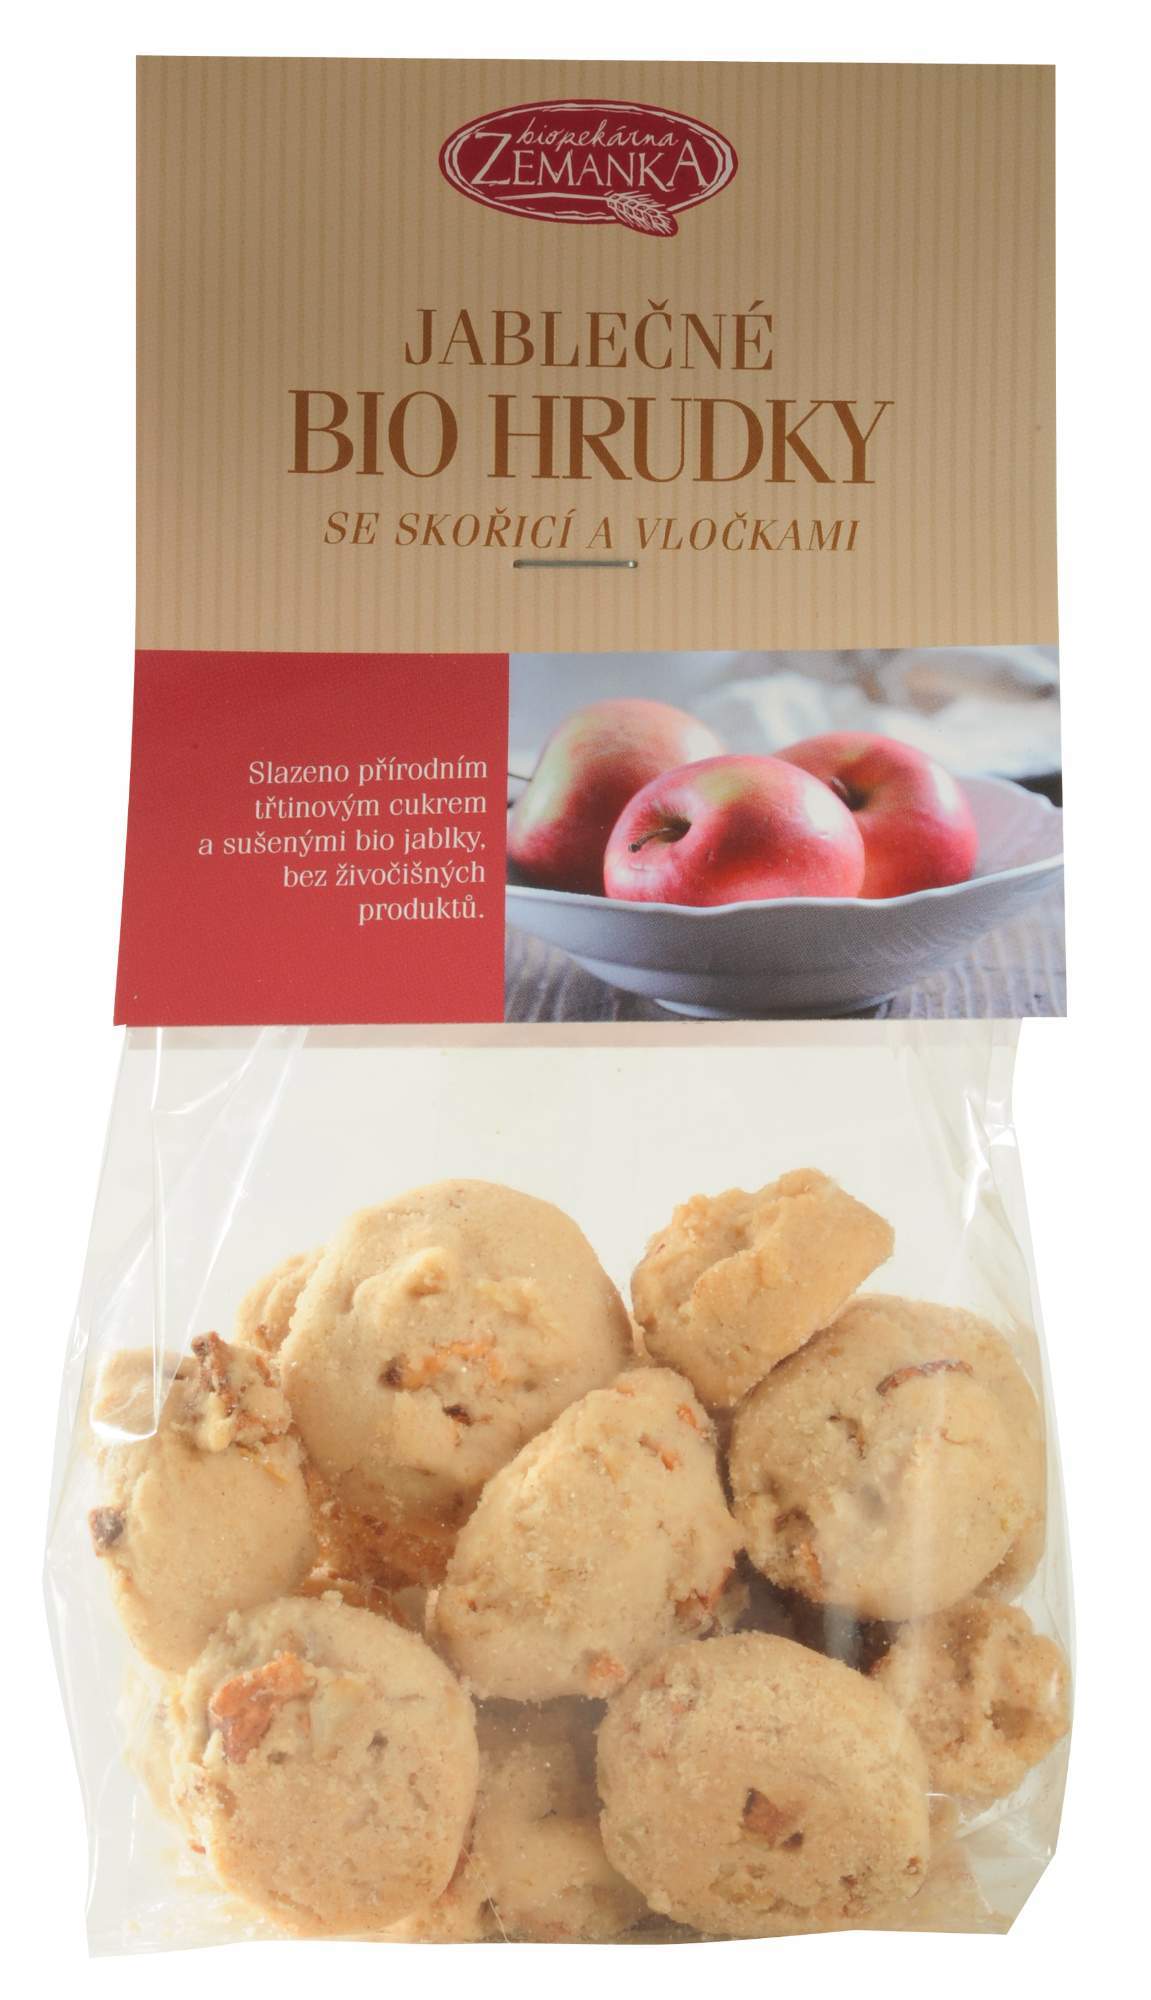 biopekárna
ZEMANKA
JABLEČNÉ
BIO HRUDKY
SE SKOŘICÍ A VLOČKAMI
Slazeno přírodním
třtinovým cukrem
a sušenými bio jablky,
bez živočišných
produktů.